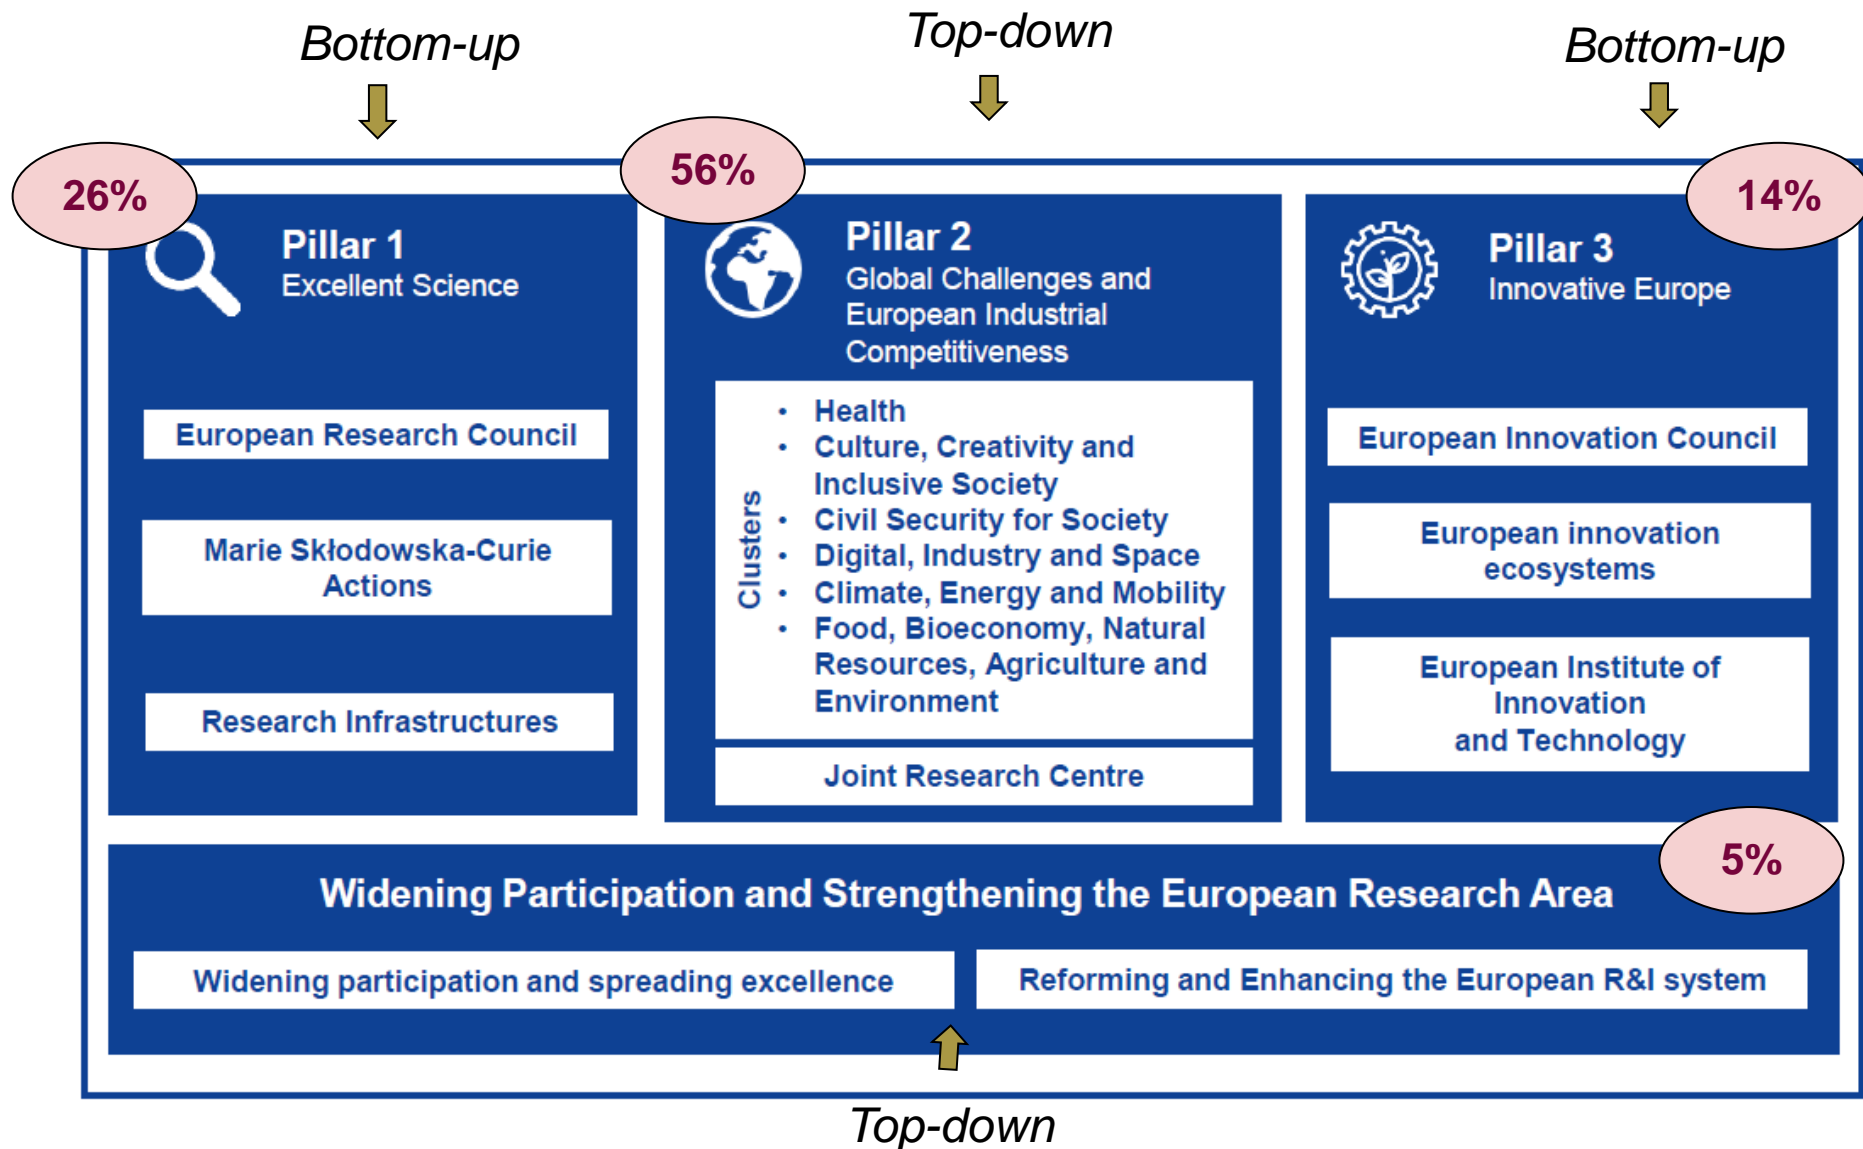 Bottom-up
Top-down
Bottom-up
26%
56%
14%
Pillar 1
Excellent Science
European Research Council
Marie Skłodowska-Curie
Actions
Research Infrastructures
Pillar 2
Global Challenges and
European Industrial
Competitiveness
Clusters
• Health
• Culture, Creativity and
Inclusive Society
• Civil Security for Society
• Digital, Industry and Space
• Climate, Energy and Mobility
• Food, Bioeconomy, Natural
Resources, Agriculture and
Environment
Joint Research Centre
Pillar 3
Innovative Europe
European Innovation Council
European innovation
ecosystems
European Institute of
Innovation
and Technology
5%
Widening Participation and Strengthening the European Research Area
Widening participation and spreading excellence
Reforming and Enhancing the European R&I system
Top-down